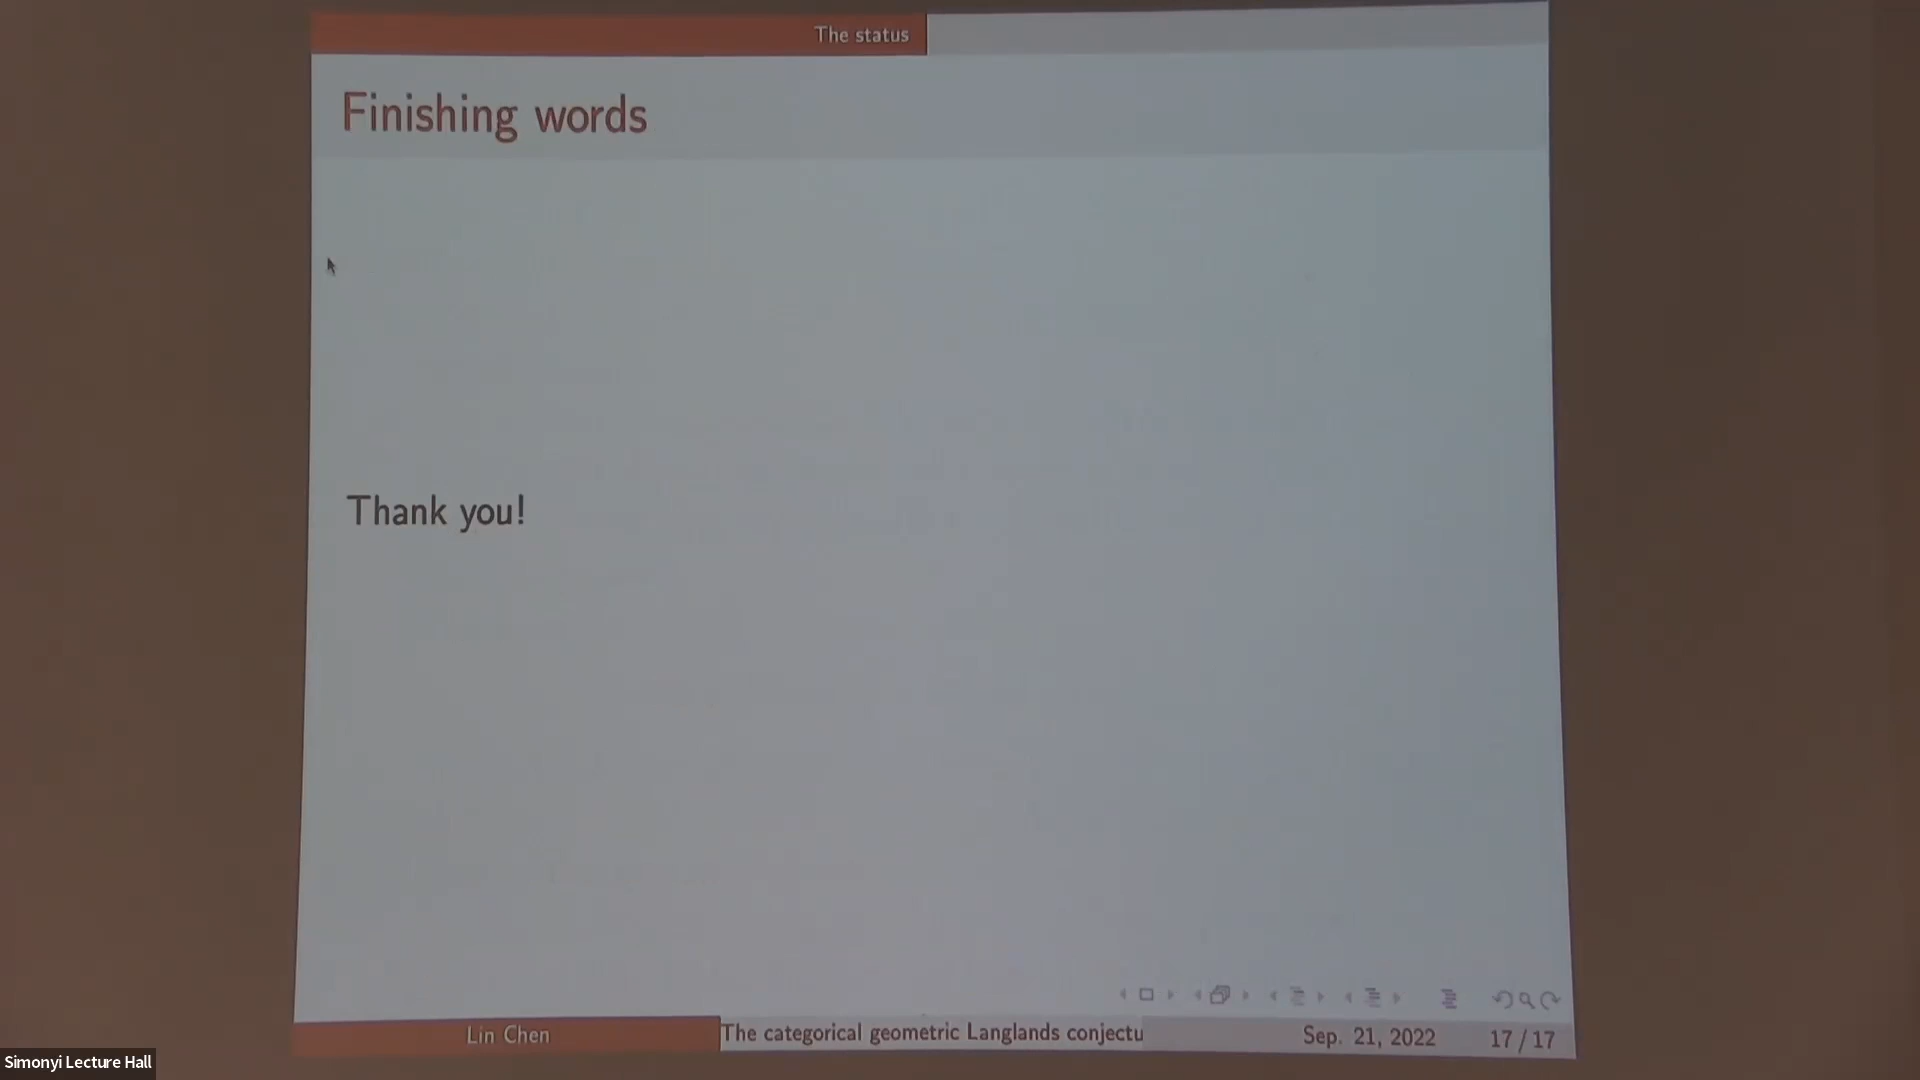 The status
Finishing words
Thank you!
Lin Chen
The categorical geometric Langlands conjectu
Sep. 21, 2022
17 / 17
Simonyi Lecture Hall